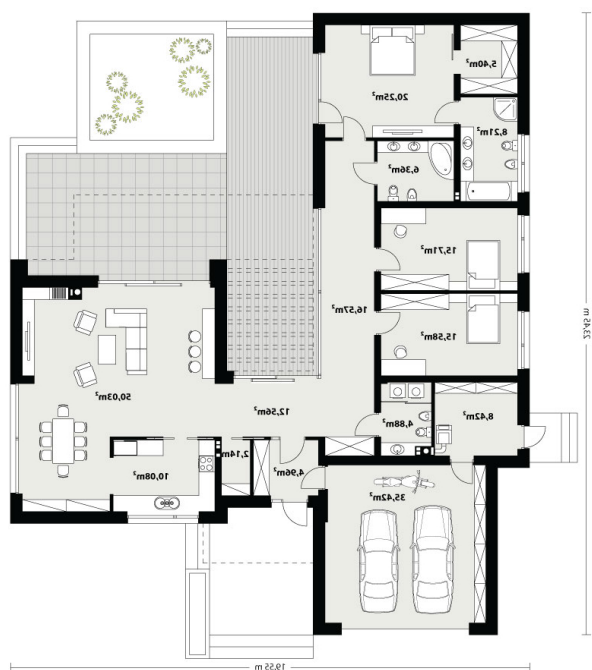 5,40m²
20,25m²
8,21m²
6,36m²
15,71m²
16,57m²
15,58m²
50,03m²
12,56m²
4,88m²
8,42m²
2,14m²
10,08m²
4,96m²
35,42m²
23,45 m
19,55 m